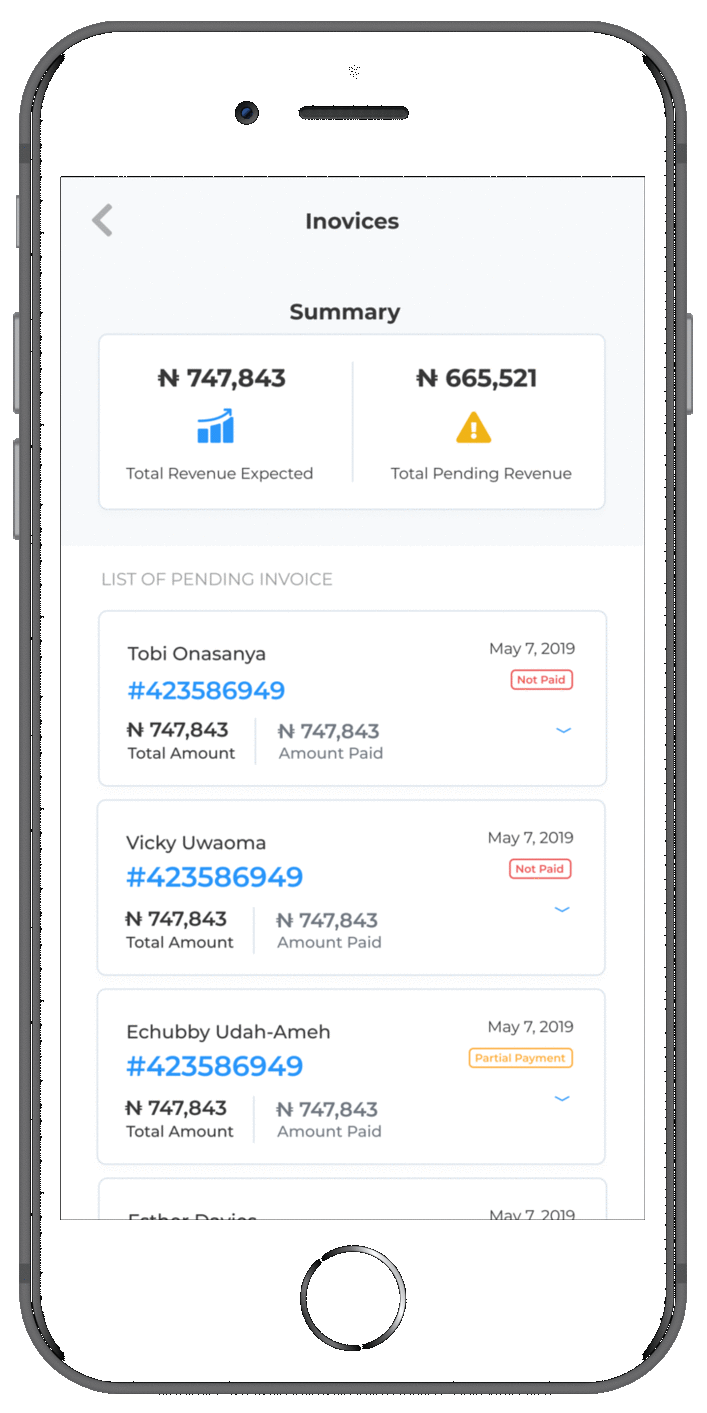 Inovices
Summary
₦ 747,843
₦ 665,521
Total Revenue Expected
Total Pending Revenue
LIST OF PENDING INVOICE
Tobi Onasanya
May 7, 2019
#423586949
Not Paid
₦ 747,843
₦ 747,843
Total Amount
Amount Paid
Vicky Uwaoma
May 7, 2019
#423586949
Not Paid
₦ 747,843
₦ 747,843
Total Amount
Amount Paid
Echubby Udah-Ameh
May 7, 2019
#423586949
Partial Payment
₦ 747,843
₦ 747,843
Total Amount
Amount Paid
Esther Davies
May 7, 2019